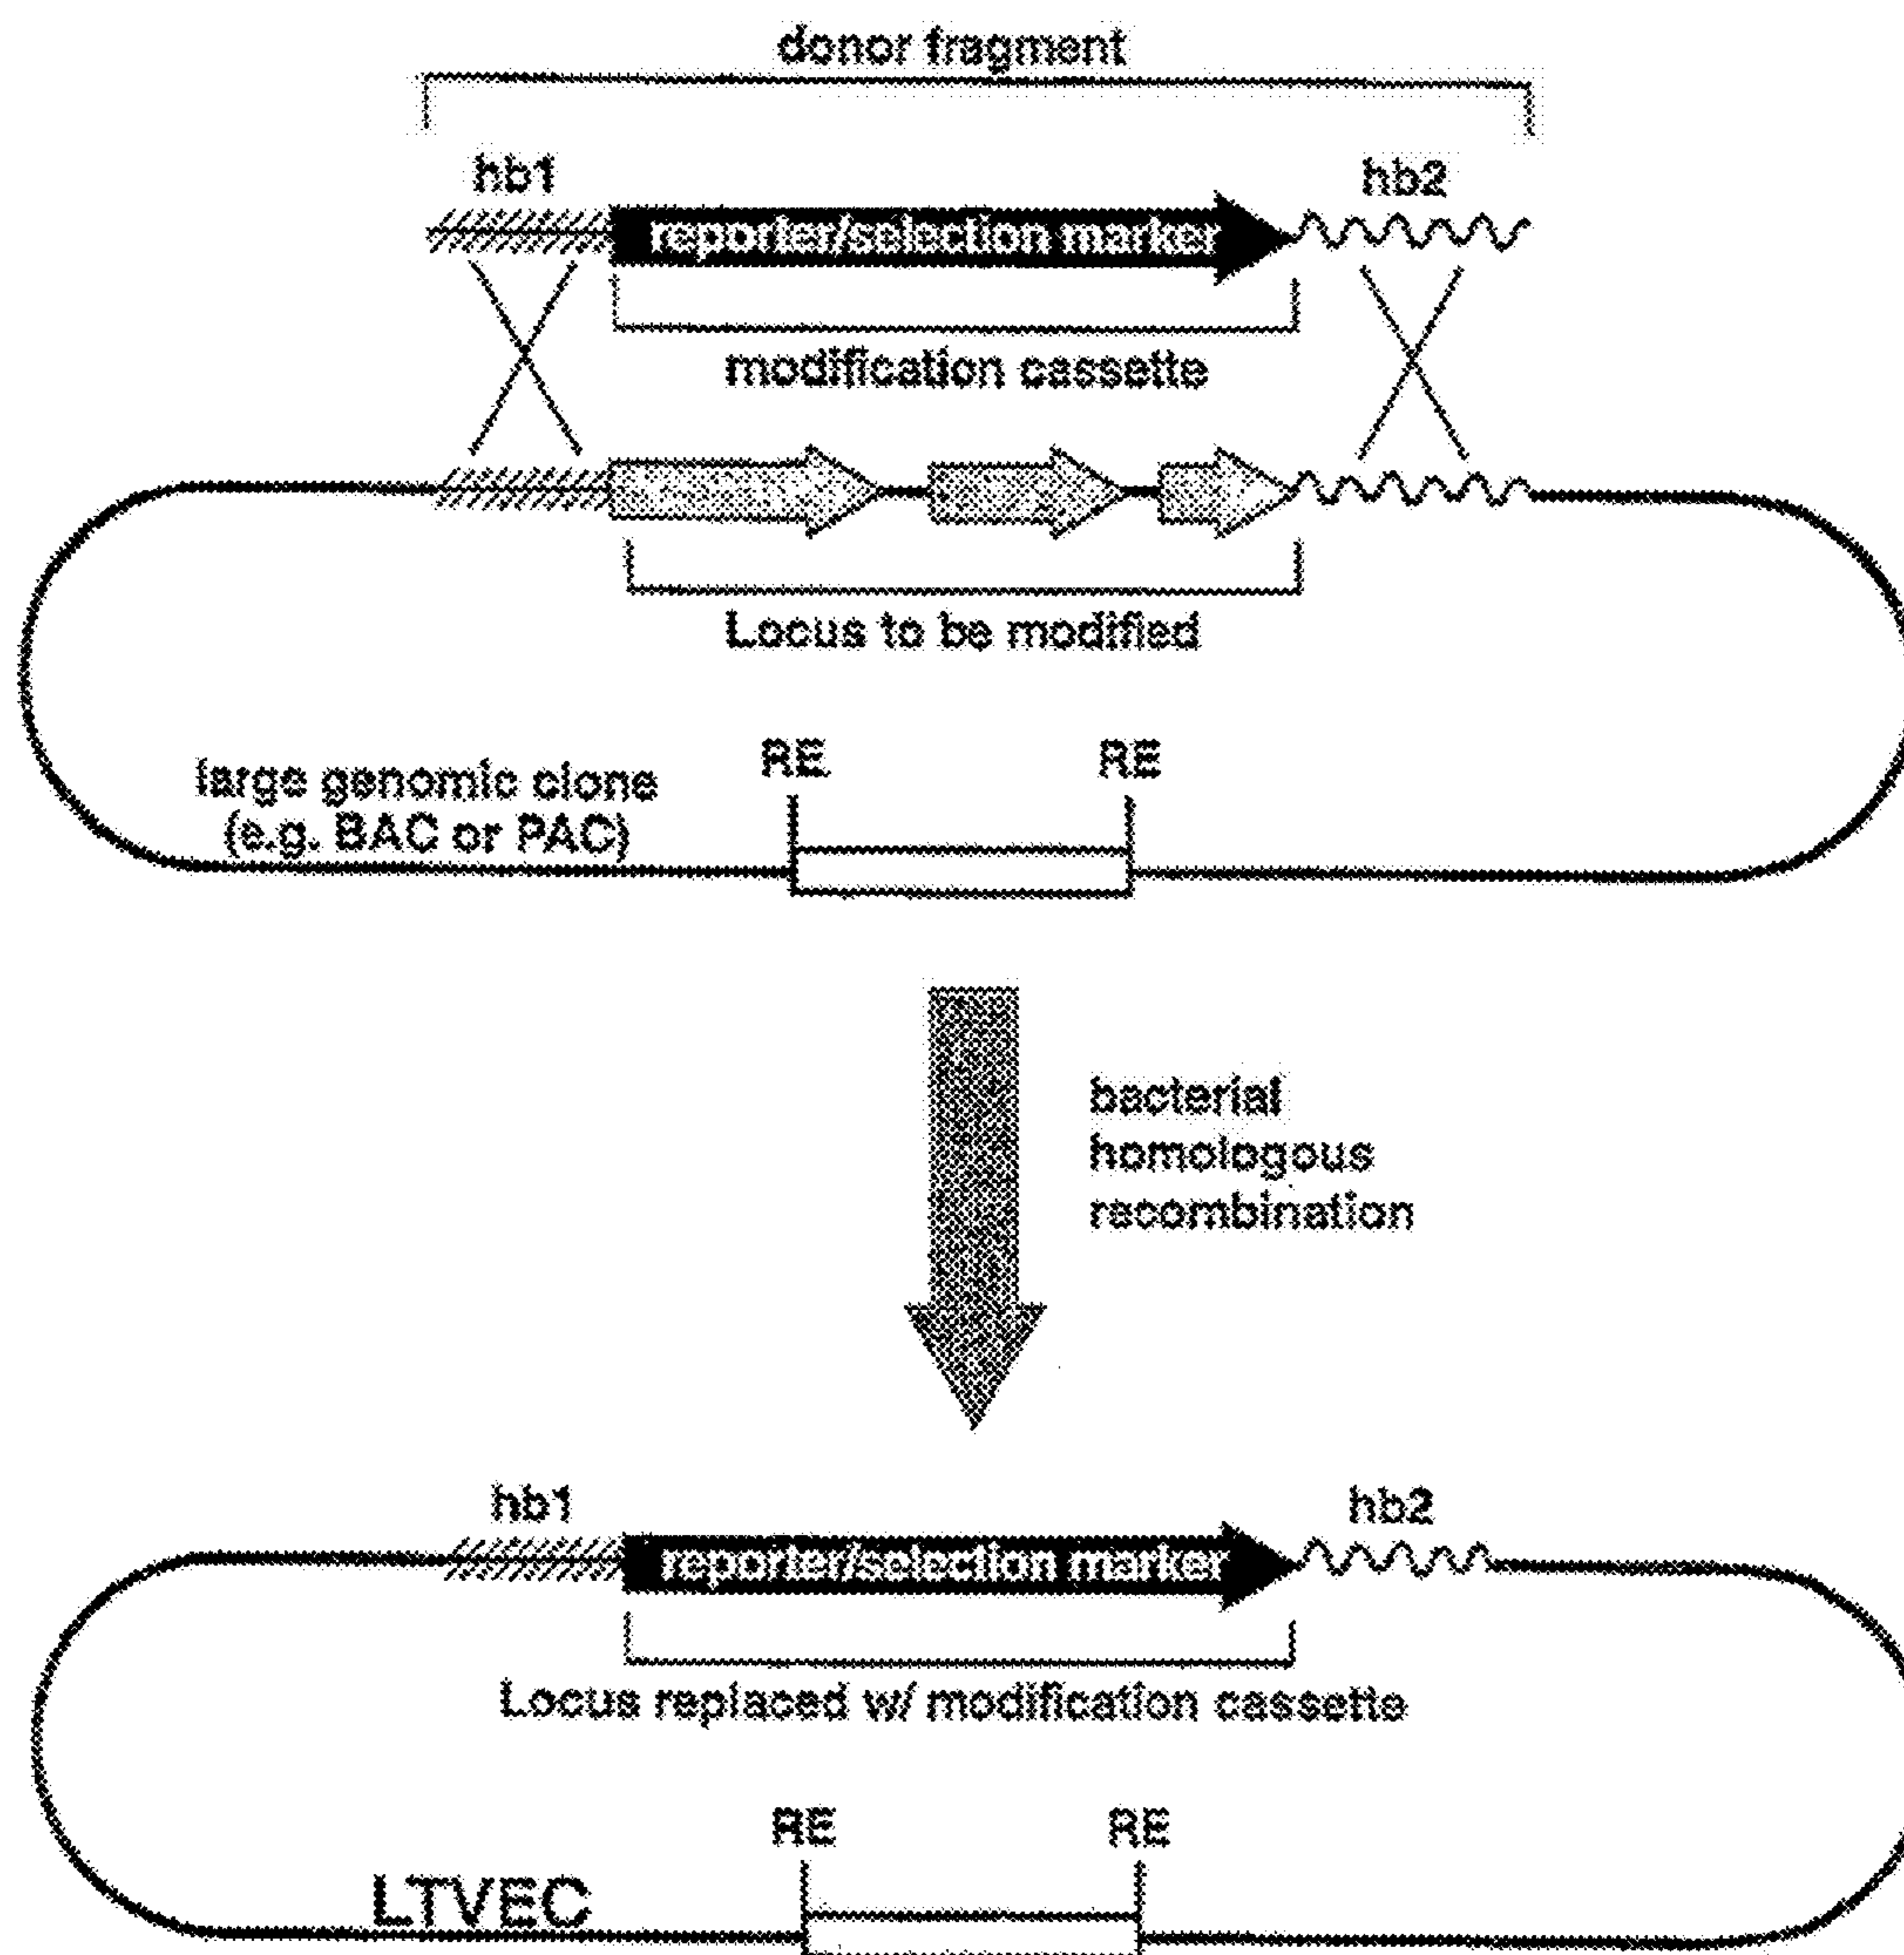 donor fragment
hb1
hb2
reporter/selection marker
modification cassette
Locus to be modified
RE
RE
large genomic clone
(e.g. BAC or PAC)
bacterial
homologous
recombination
hb1
hb2
reporter/selection marker
Locus replaced w/ modification cassette
RE
RE
LTVEC